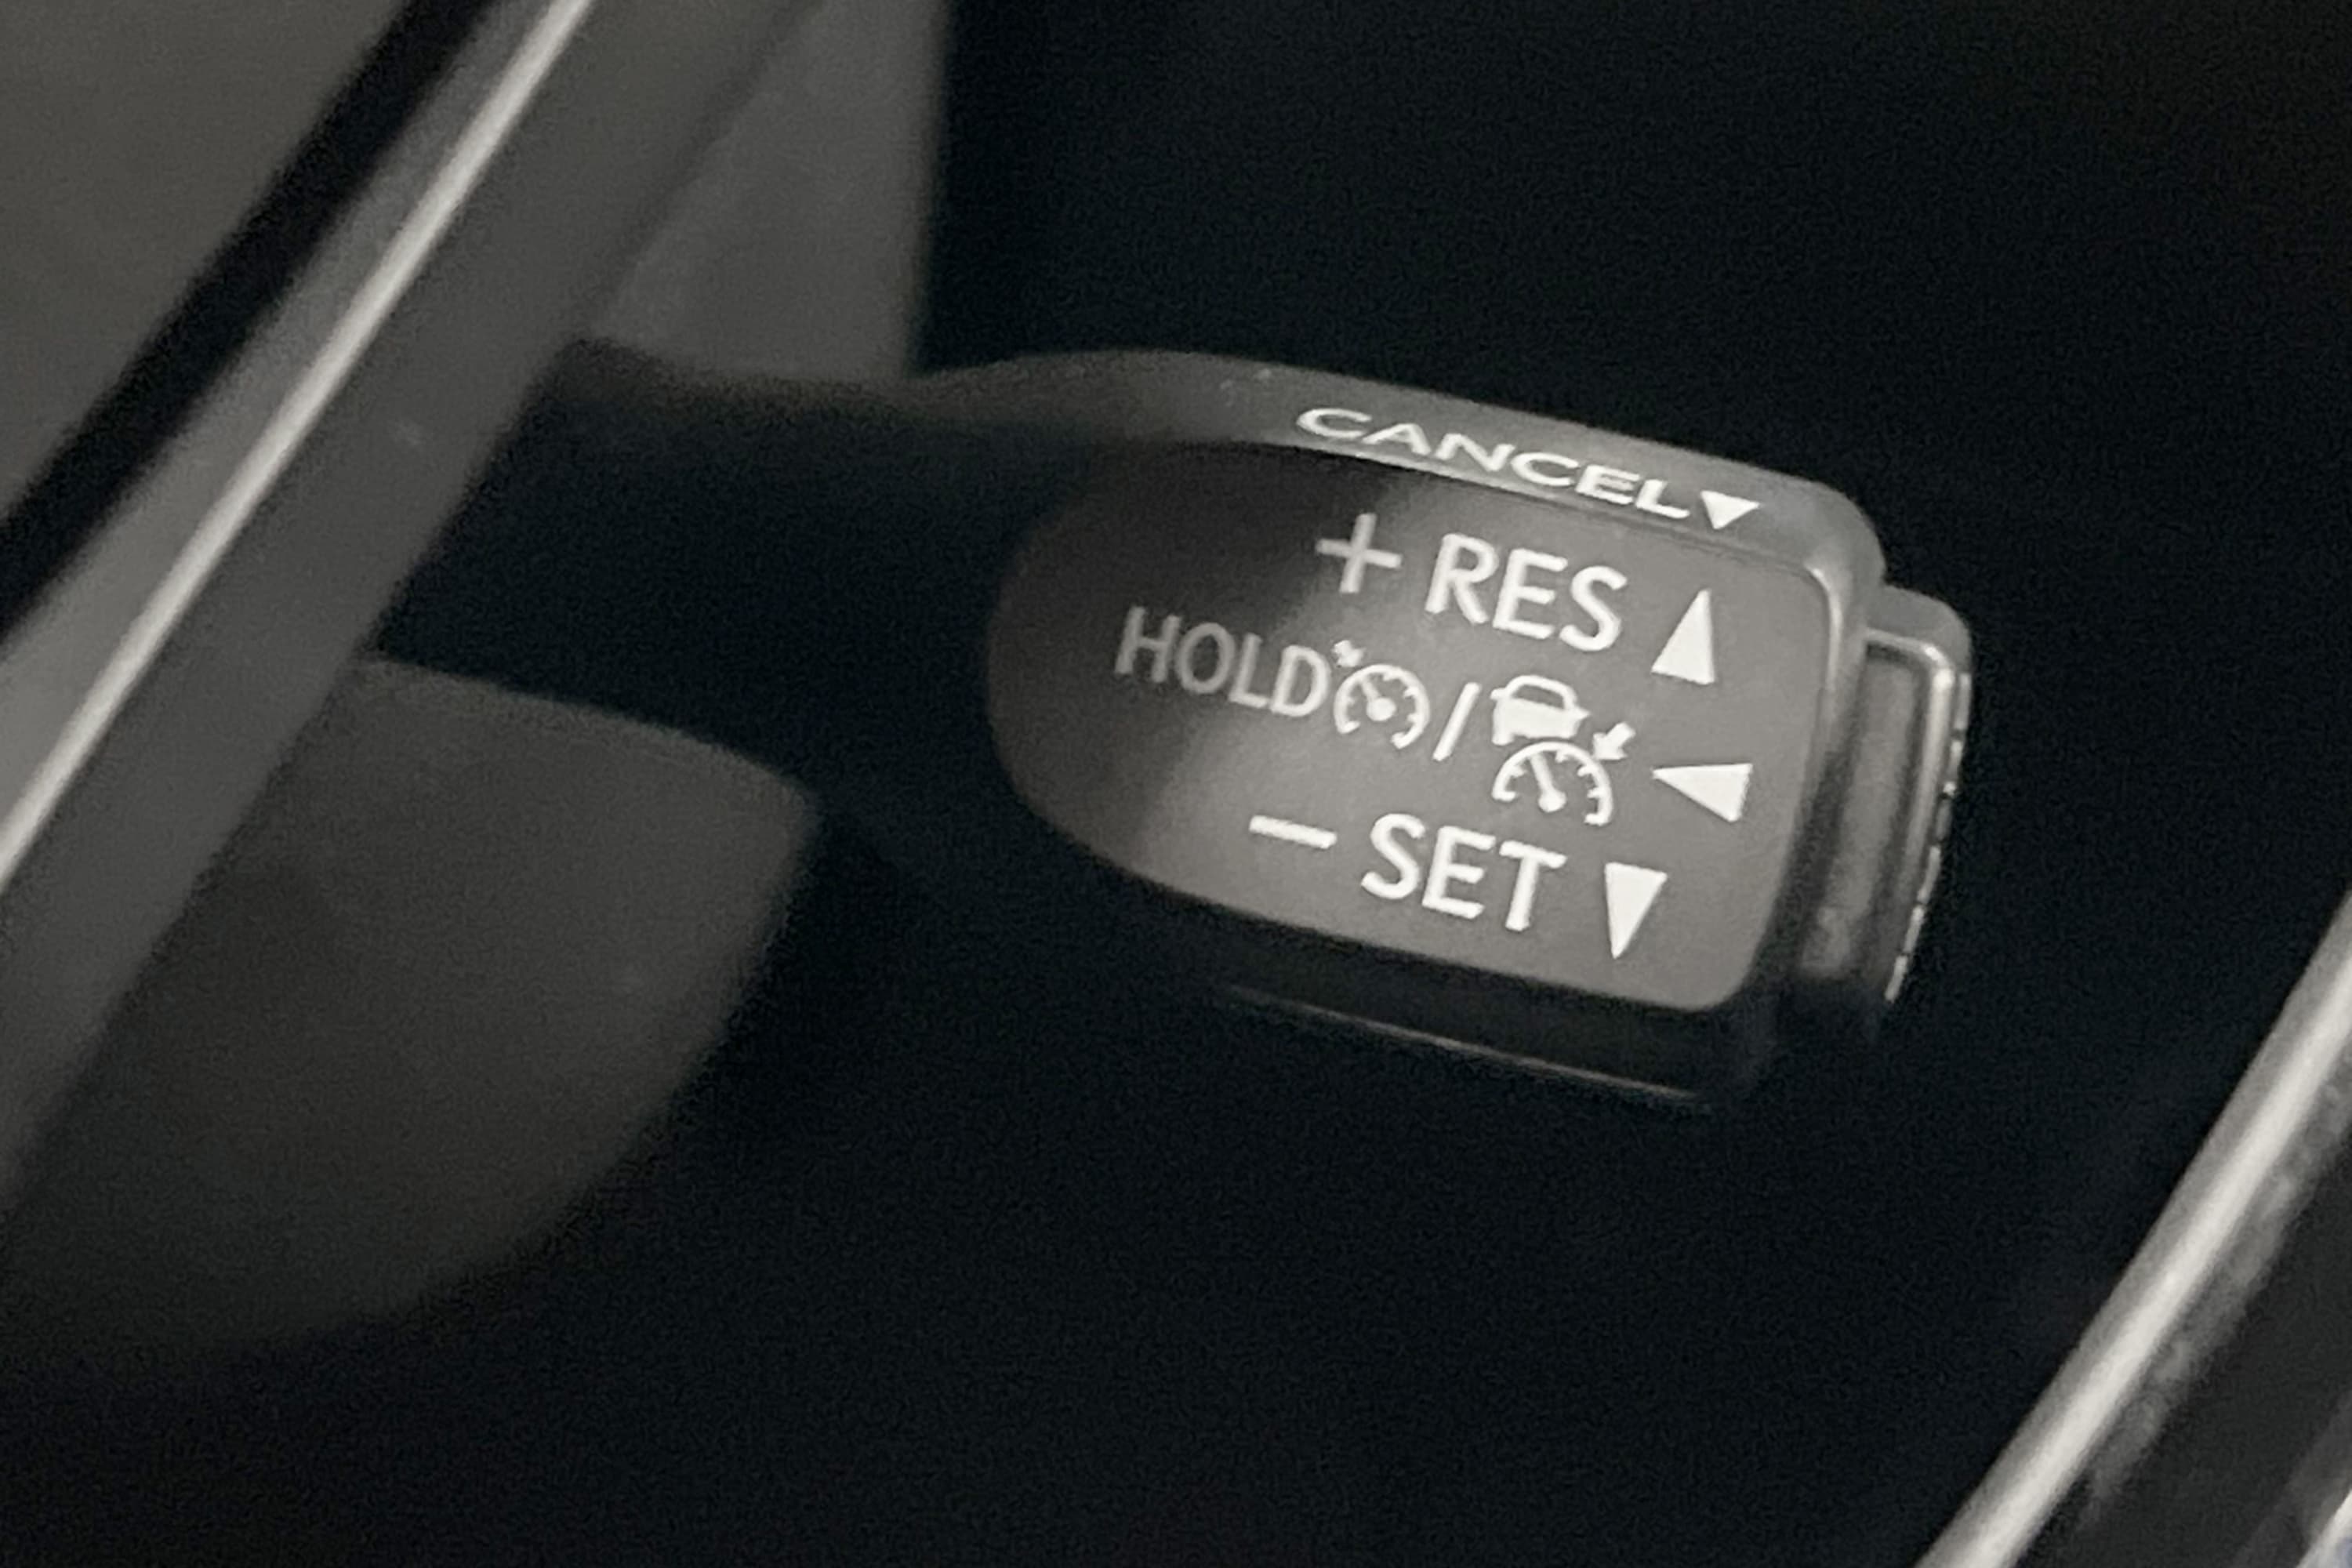 CANCEL▼
+ RES ▲
HOLD / ◀
− SET ▼